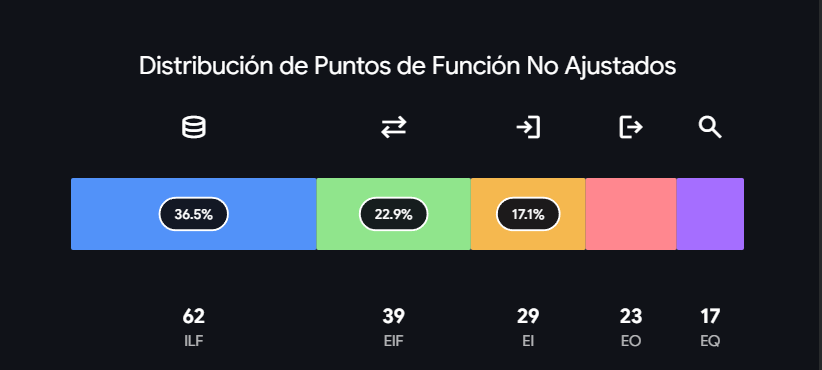 Distribución de Puntos de Función No Ajustados
36.5% 22.9% 17.1%
62 39 29 23 17
ILF EIF EI EO EQ